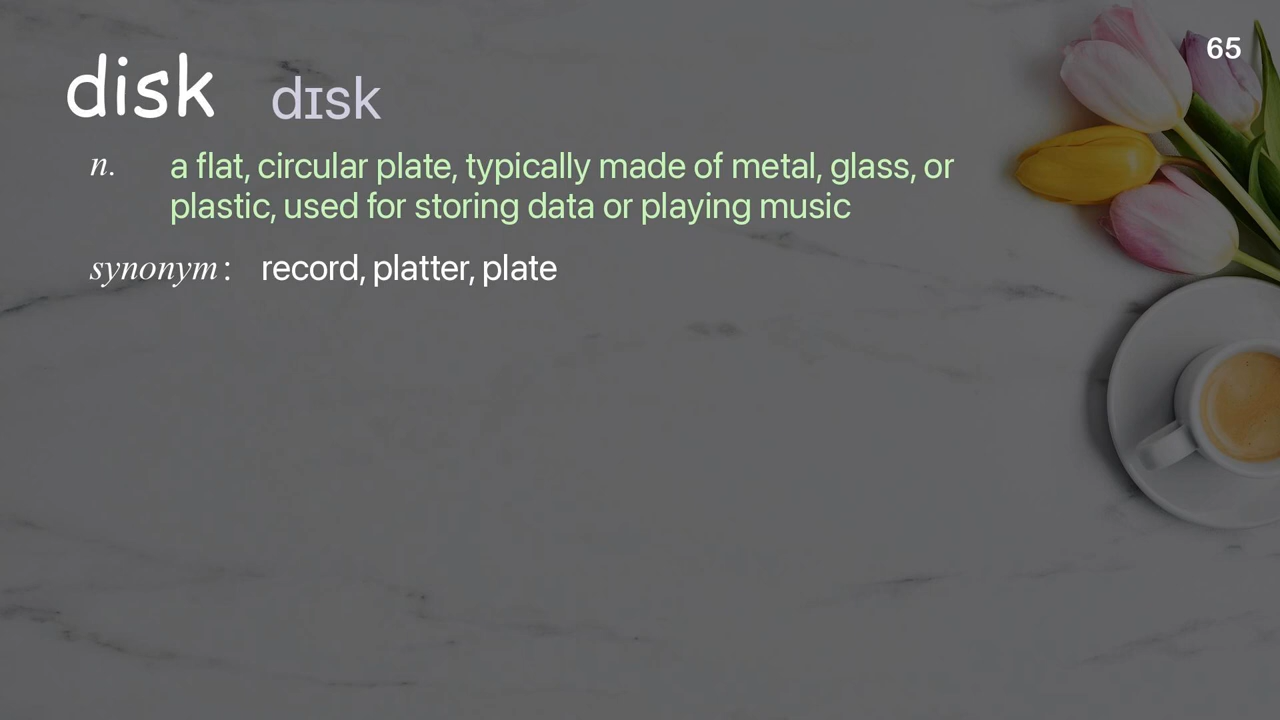 65
disk dɪsk
n. a flat, circular plate, typically made of metal, glass, or
plastic, used for storing data or playing music
synonym : record, platter, plate